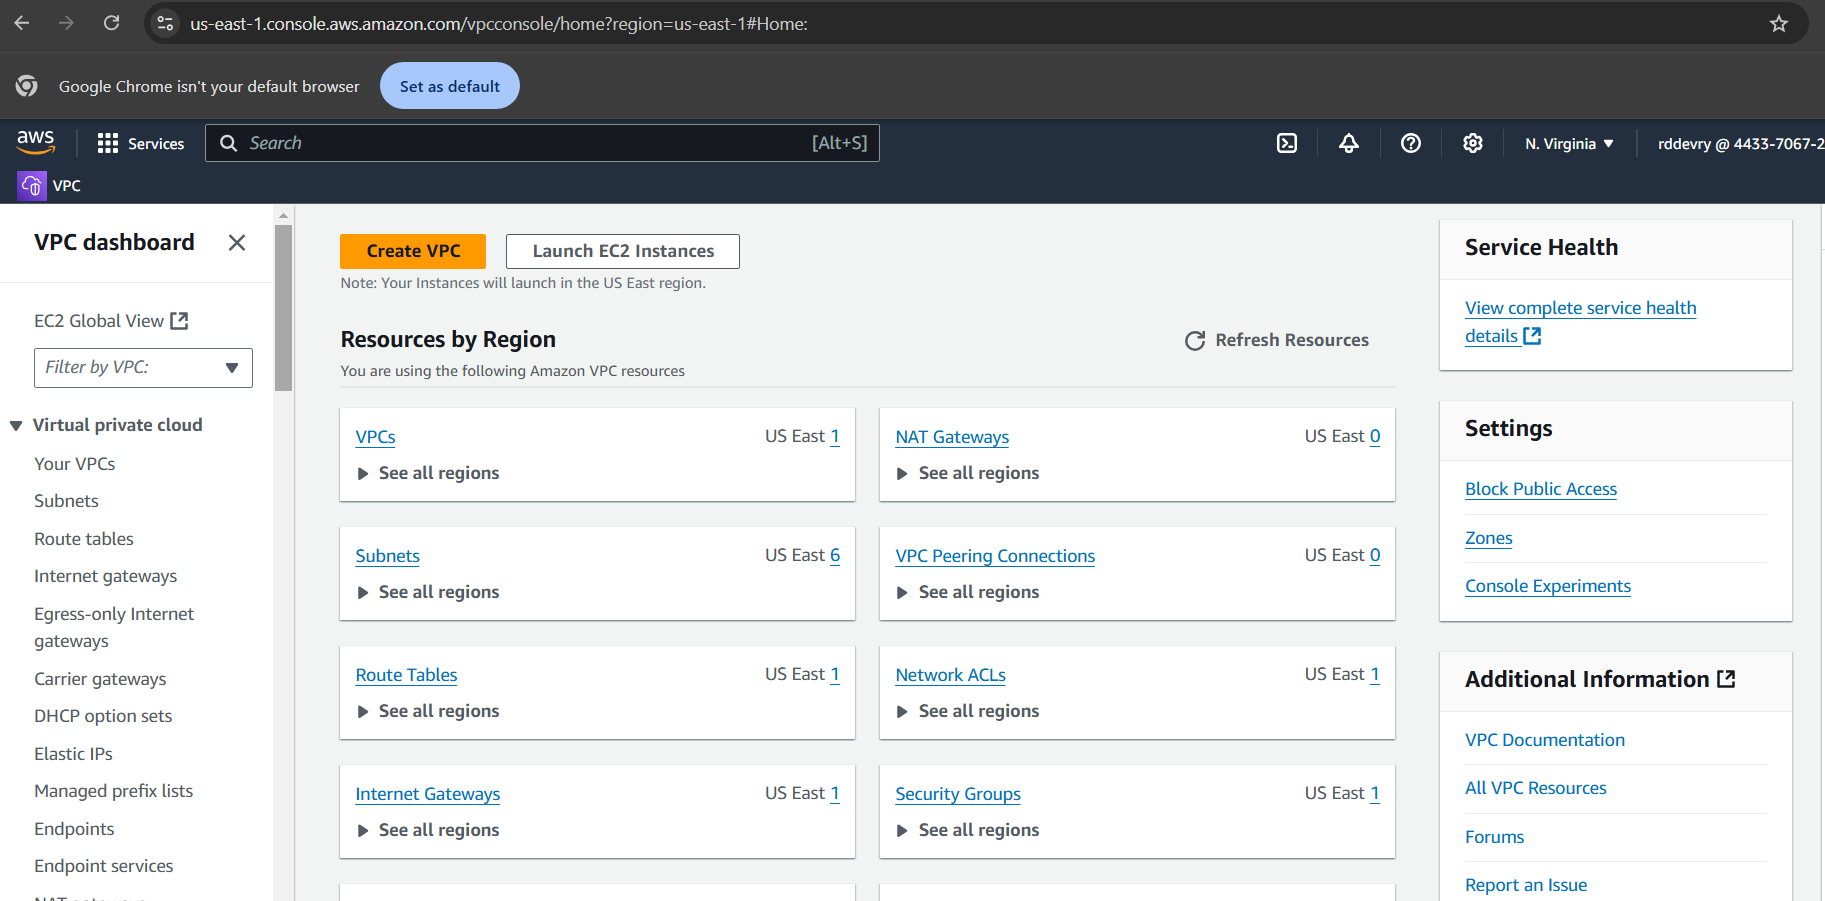 us-east-1.console.aws.amazon.com/vpcconsole/home?region=us-east-1#Home:
Google Chrome isn't your default browser
Set as default
aws
Services
Search
[Alt+S]
N. Virginia
rddevry @ 4433-7067-2
VPC
VPC dashboard
EC2 Global View
Filter by VPC:
Virtual private cloud
Your VPCs
Subnets
Route tables
Internet gateways
Egress-only Internet
gateways
Carrier gateways
DHCP option sets
Elastic IPs
Managed prefix lists
Endpoints
Endpoint services
Create VPC
Launch EC2 Instances
Note: Your Instances will launch in the US East region.
Resources by Region
Refresh Resources
You are using the following Amazon VPC resources
VPCs
US East 1
See all regions
NAT Gateways
US East 0
See all regions
Subnets
US East 6
See all regions
VPC Peering Connections
US East 0
See all regions
Route Tables
US East 1
See all regions
Network ACLs
US East 1
See all regions
Internet Gateways
US East 1
See all regions
Security Groups
US East 1
See all regions
Service Health
View complete service health
details
Settings
Block Public Access
Zones
Console Experiments
Additional Information
VPC Documentation
All VPC Resources
Forums
Report an Issue